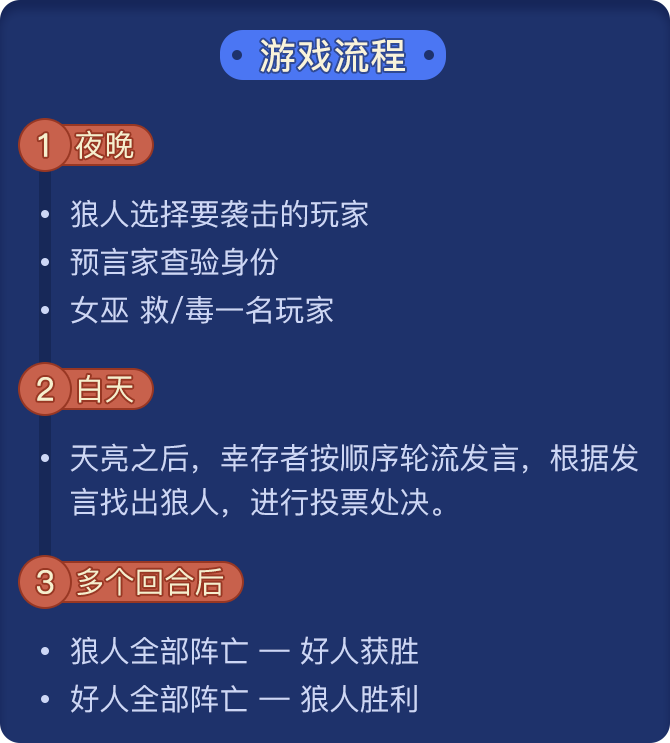 游戏流程
1 夜晚
• 狼人选择要袭击的玩家
• 预言家查验身份
• 女巫 救/毒一名玩家
2 白天
• 天亮之后，幸存者按顺序轮流发言，根据发
言找出狼人，进行投票处决。
3 多个回合后
• 狼人全部阵亡 — 好人获胜
• 好人全部阵亡 — 狼人胜利